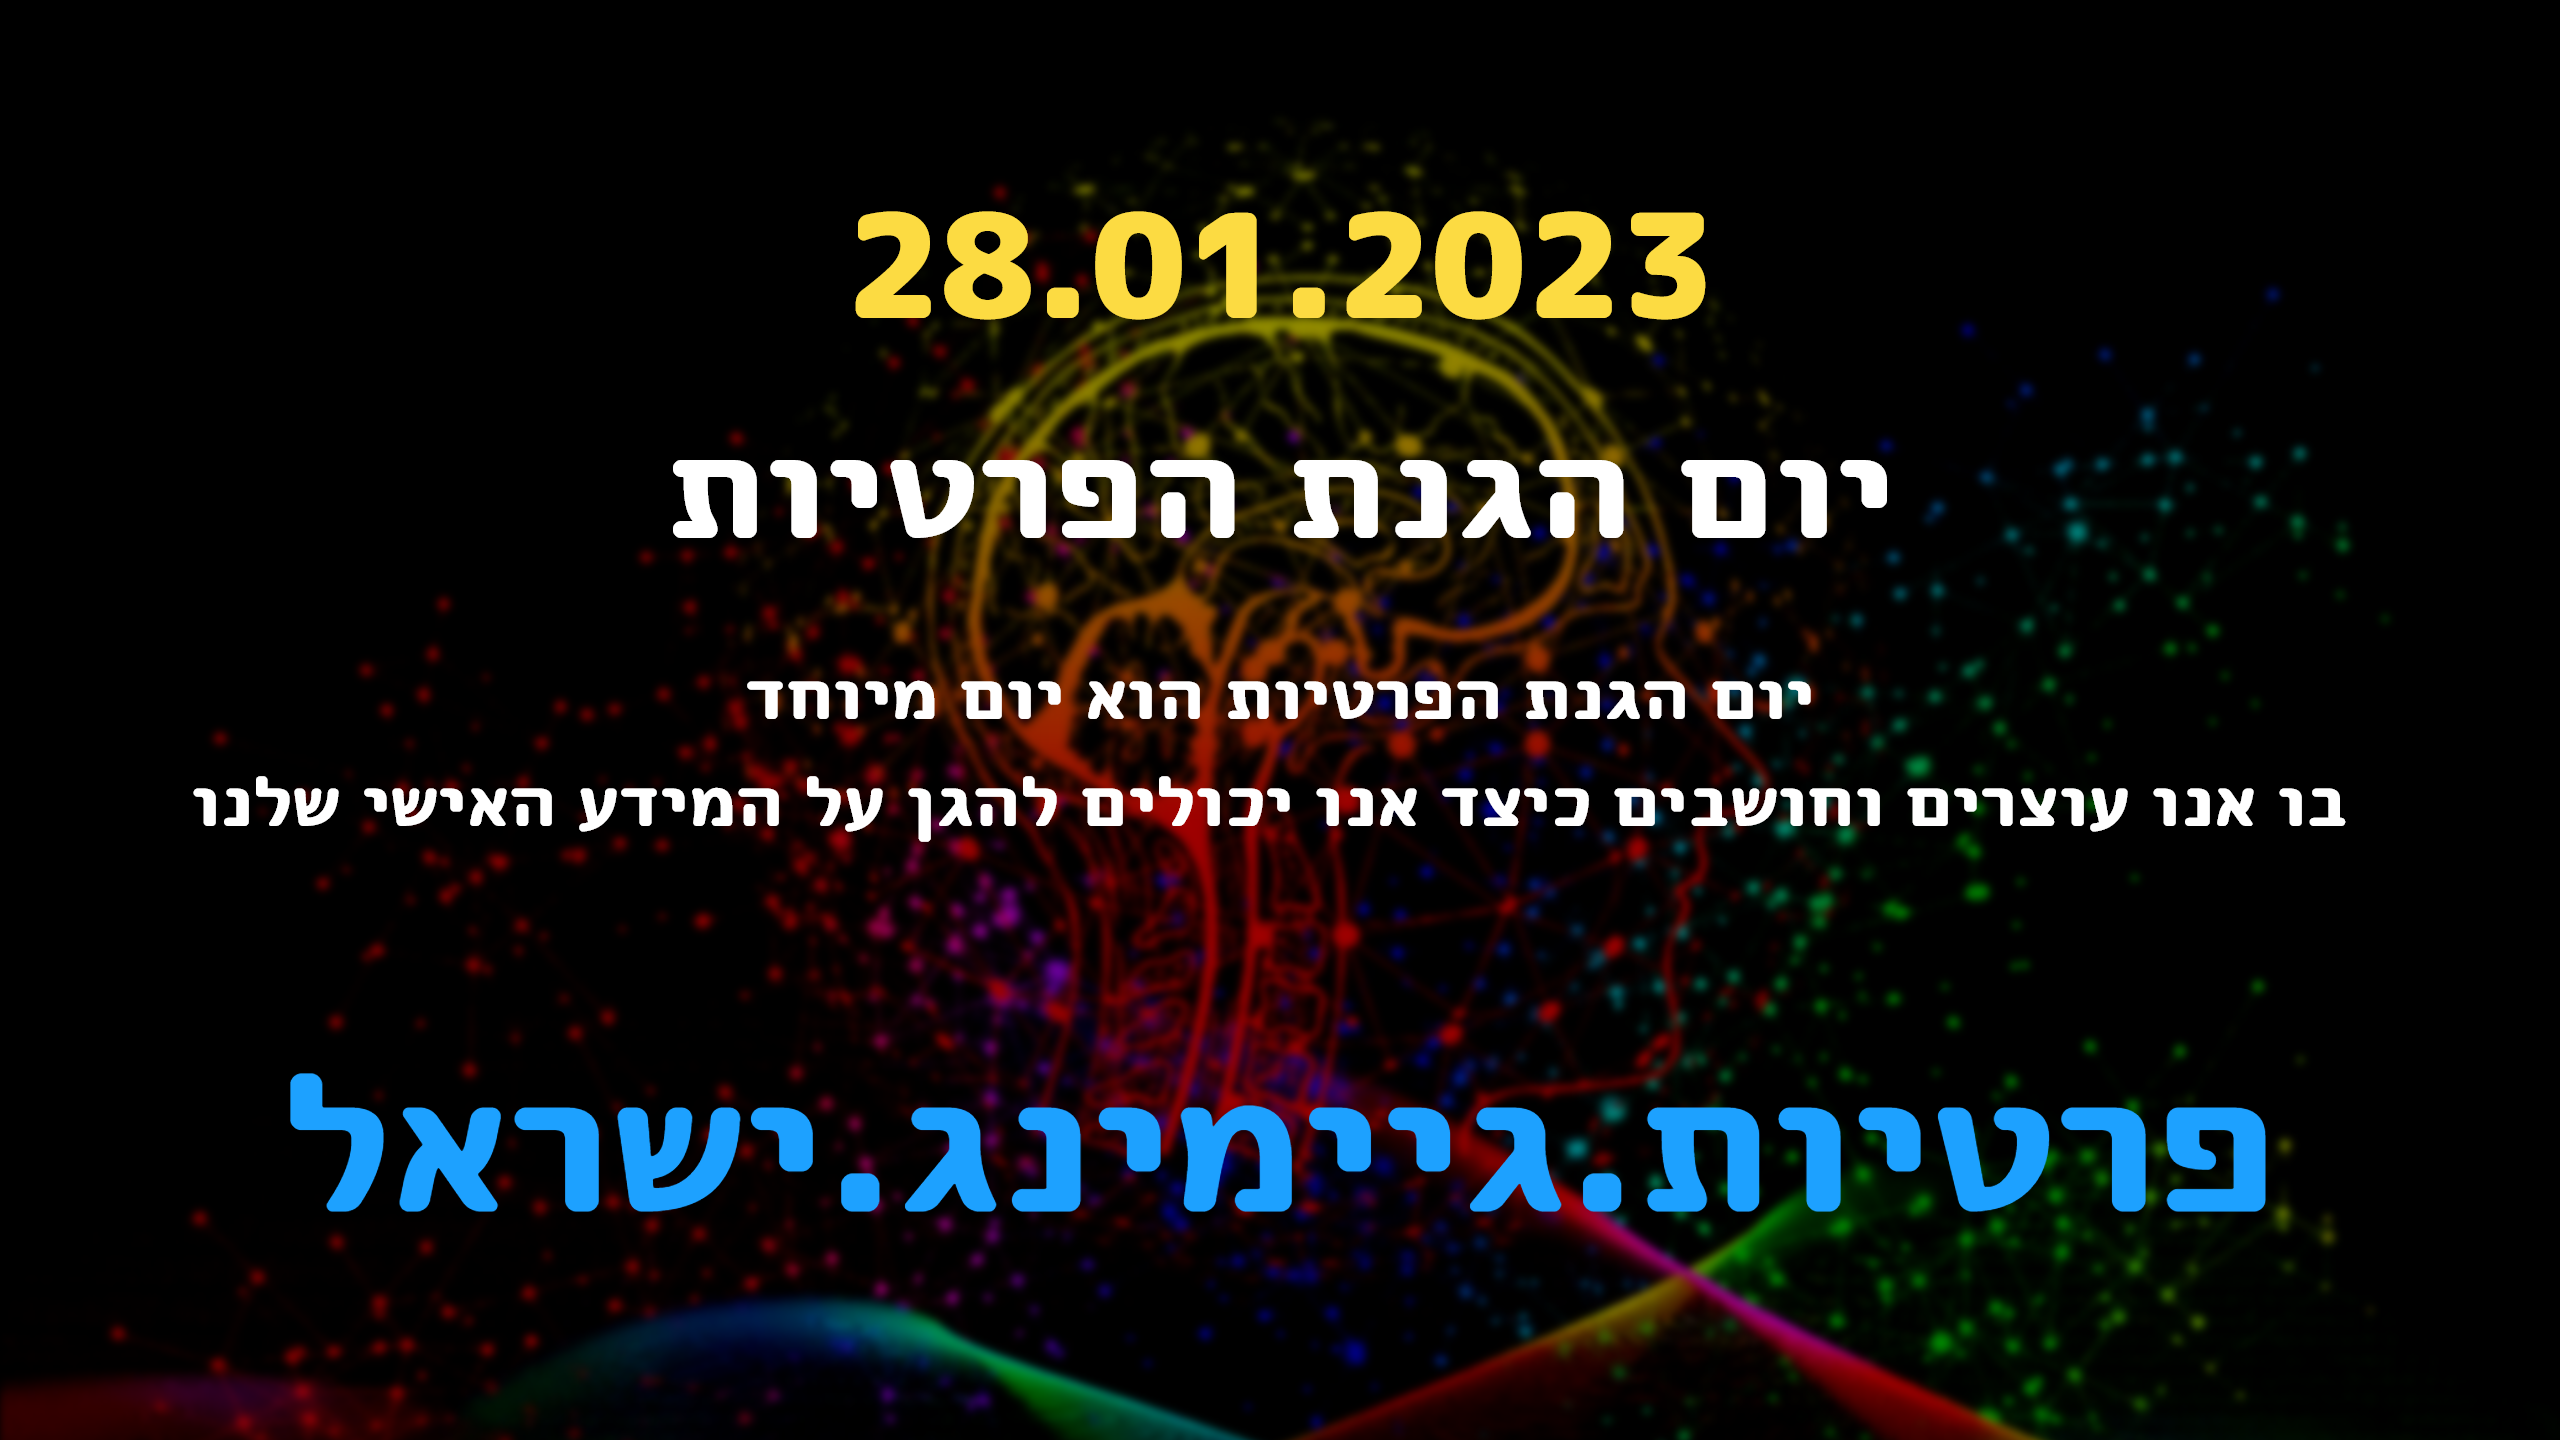 28.01.2023
יום הגנת הפרטיות
יום הגנת הפרטיות הוא יום מיוחד
בו אנו עוצרים וחושבים כיצד אנו יכולים להגן על המידע האישי שלנו
פרטיות.גיימינג.ישראל